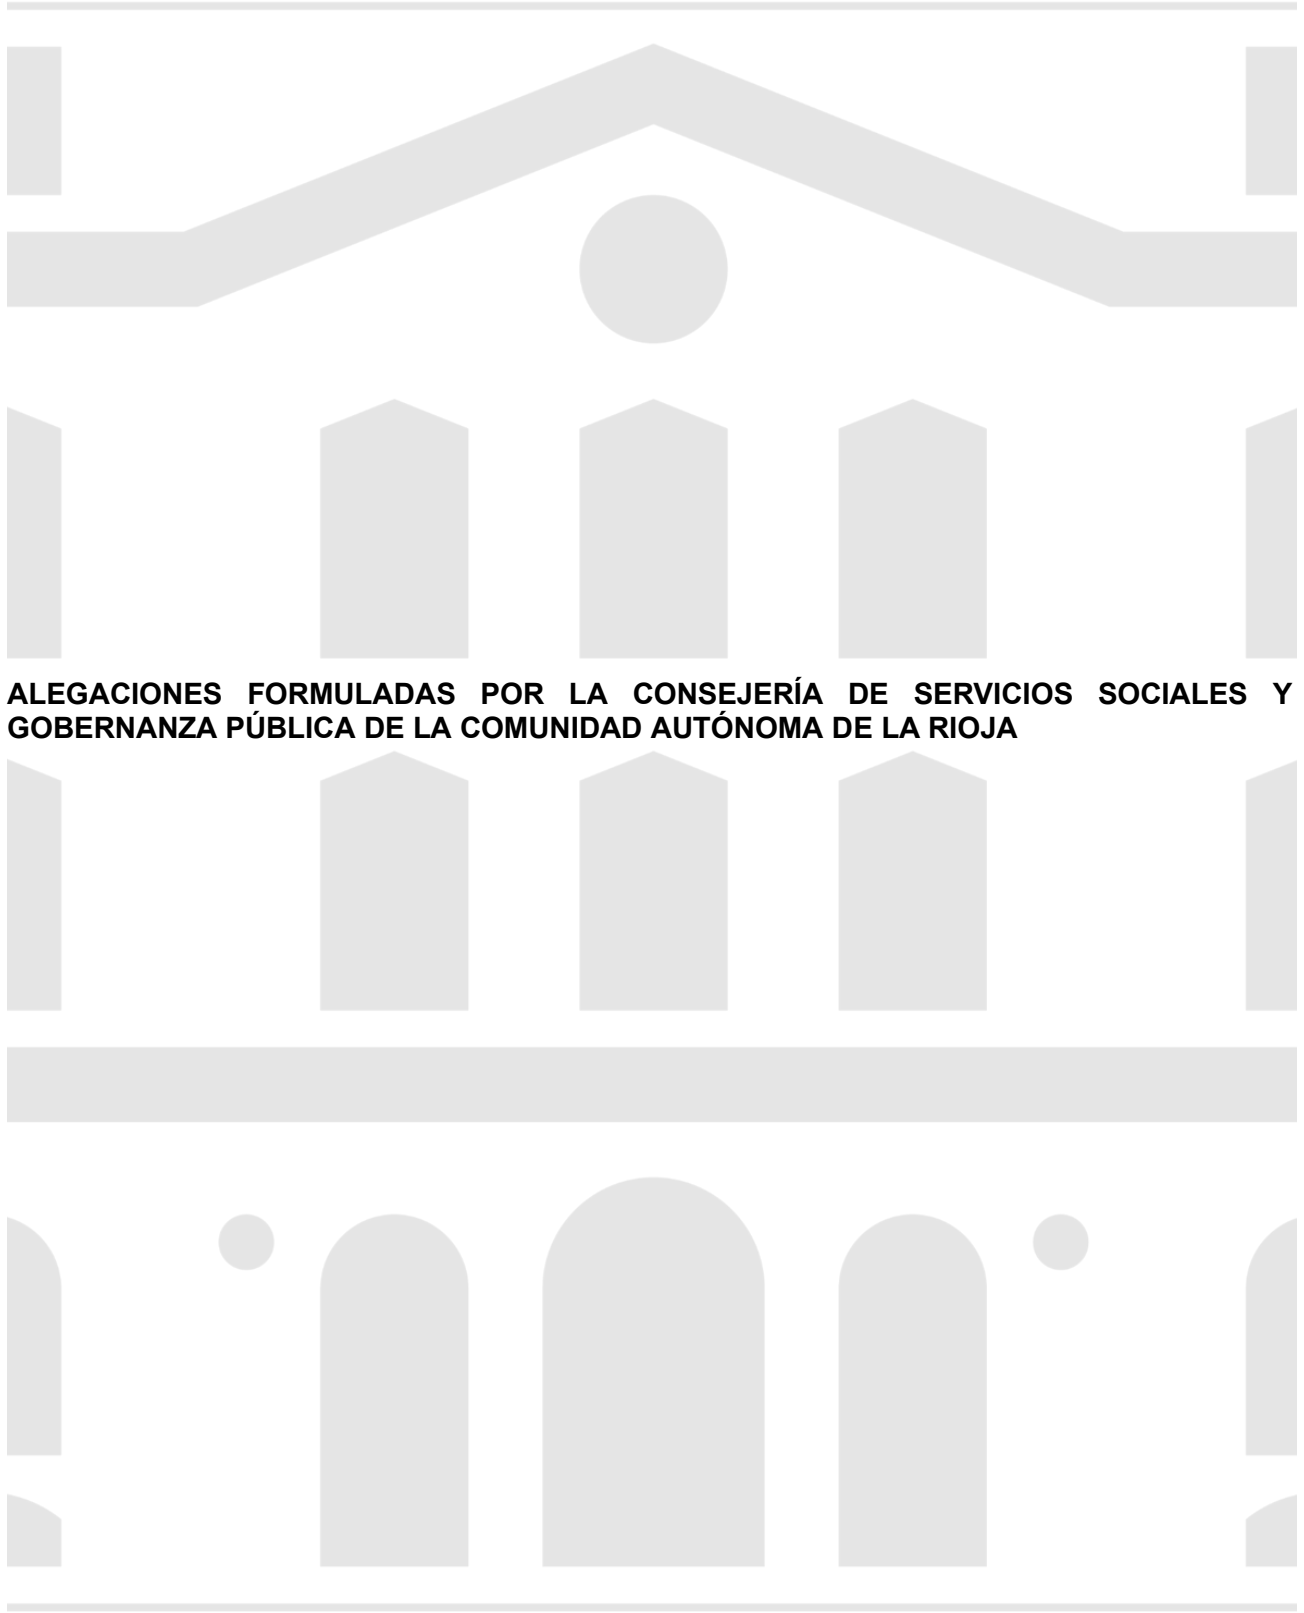 ALEGACIONES FORMULADAS POR LA CONSEJERÍA DE SERVICIOS SOCIALES Y
GOBERNANZA PÚBLICA DE LA COMUNIDAD AUTÓNOMA DE LA RIOJA